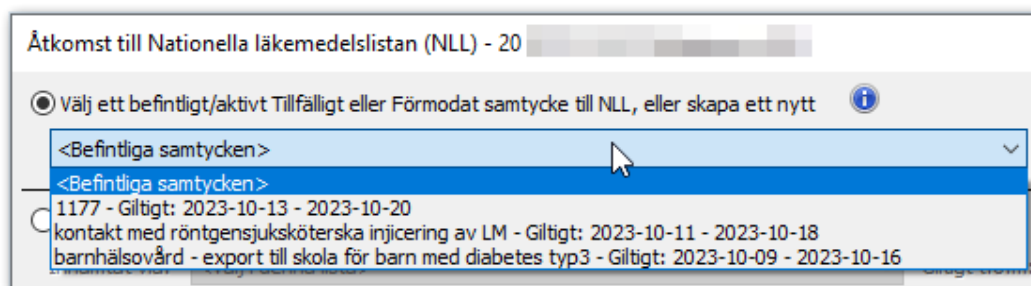 Åtkomst till Nationella läkemedelslistan (NLL) - 20
Välj ett befintligt/aktivt Tillfälligt eller Förmodat samtycke till NLL, eller skapa ett nytt
<Befintliga samtycken>
<Befintliga samtycken>
1177 - Giltigt: 2023-10-13 - 2023-10-20
kontakt med röntgensjuksköterska injicering av LM - Giltigt: 2023-10-11 - 2023-10-18
barnhälsovård - export till skola för barn med diabetes typ3 - Giltigt: 2023-10-09 - 2023-10-16